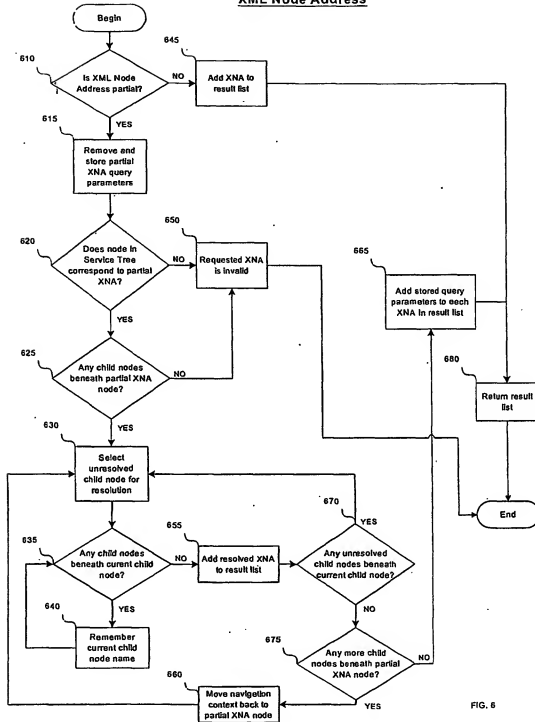 XML Node Address
Begin
610
Is XML Node
Address partial?
NO
YES
645
Add XNA to
result list
615
Remove and
store partial
XNA query
parameters
620
Does node in
Service Tree
correspond to partial
XNA?
NO
YES
650
Requested XNA
is invalid
665
Add stored query
parameters to each
XNA in result list
625
Any child nodes
beneath partial XNA
node?
NO
YES
680
Return result
list
End
630
Select
unresolved
child node for
resolution
635
Any child nodes
beneath current child
node?
NO
YES
655
Add resolved XNA
to result list
670
YES
Any unresolved
child nodes beneath
current child node?
NO
640
Remember
current child
node name
675
Any more child
nodes beneath partial
XNA node?
NO
YES
660
Move navigation
context back to
partial XNA node
FIG. 6